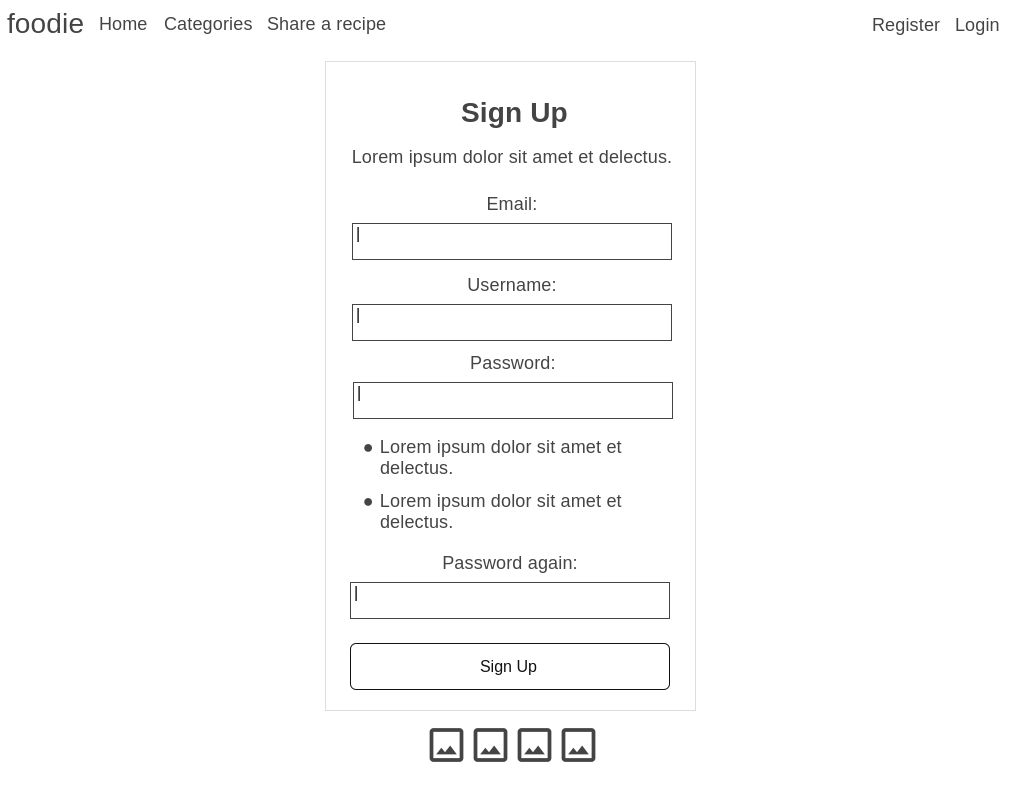 foodie Home Categories Share a recipe Register Login
Sign Up
Lorem ipsum dolor sit amet et delectus.
Email:
Username:
Password:
● Lorem ipsum dolor sit amet et
delectus.
● Lorem ipsum dolor sit amet et
delectus.
Password again:
Sign Up